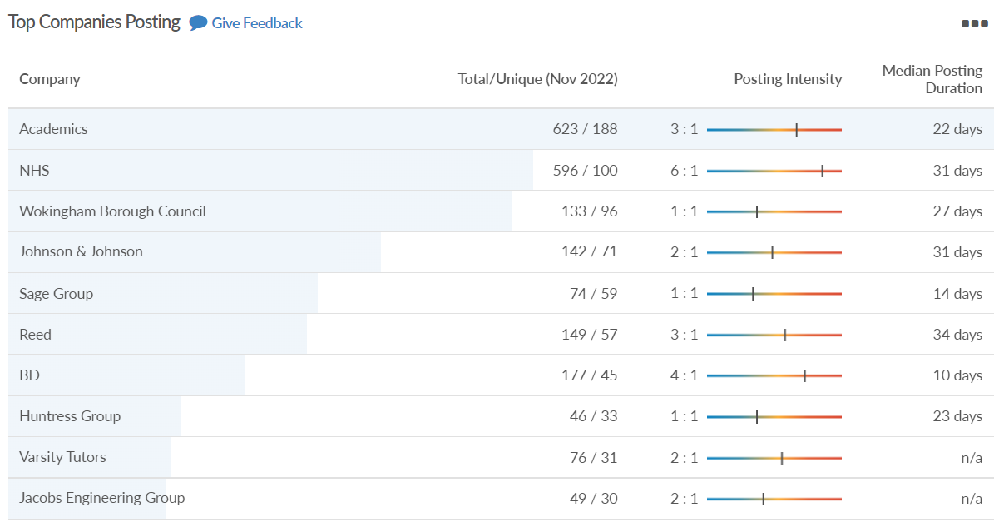 Top Companies Posting Give Feedback
Company Total/Unique (Nov 2022) Posting Intensity Median Posting Duration
Academics 623 / 188 3 : 1 22 days
NHS 596 / 100 6 : 1 31 days
Wokingham Borough Council 133 / 96 1 : 1 27 days
Johnson & Johnson 142 / 71 2 : 1 31 days
Sage Group 74 / 59 1 : 1 14 days
Reed 149 / 57 3 : 1 34 days
BD 177 / 45 4 : 1 10 days
Huntress Group 46 / 33 1 : 1 23 days
Varsity Tutors 76 / 31 2 : 1 n/a
Jacobs Engineering Group 49 / 30 2 : 1 n/a